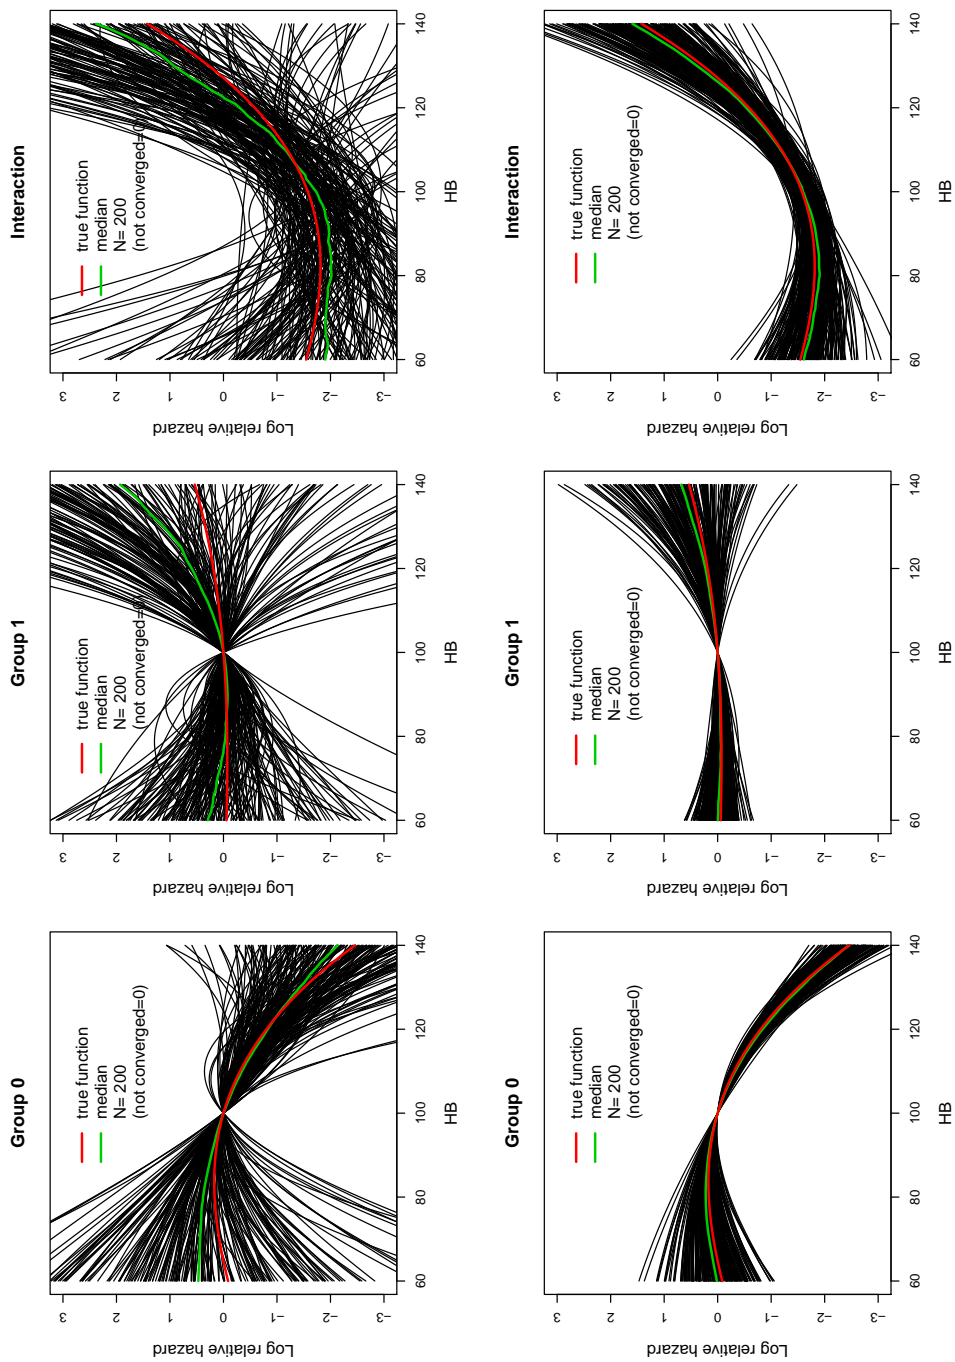 Group 0
Log relative hazard
3
2
1
0
−1
−2
−3
true function
median
N= 200
(not converged=0)
60 80 100 120 140
HB
Group 1
Log relative hazard
3
2
1
0
−1
−2
−3
true function
median
N= 200
(not converged=0)
60 80 100 120 140
HB
Interaction
Log relative hazard
3
2
1
0
−1
−2
−3
true function
median
N= 200
(not converged=0)
60 80 100 120 140
HB
Group 0
Log relative hazard
3
2
1
0
−1
−2
−3
true function
median
N= 200
(not converged=0)
60 80 100 120 140
HB
Group 1
Log relative hazard
3
2
1
0
−1
−2
−3
true function
median
N= 200
(not converged=0)
60 80 100 120 140
HB
Interaction
Log relative hazard
3
2
1
0
−1
−2
−3
true function
median
N= 200
(not converged=0)
60 80 100 120 140
HB